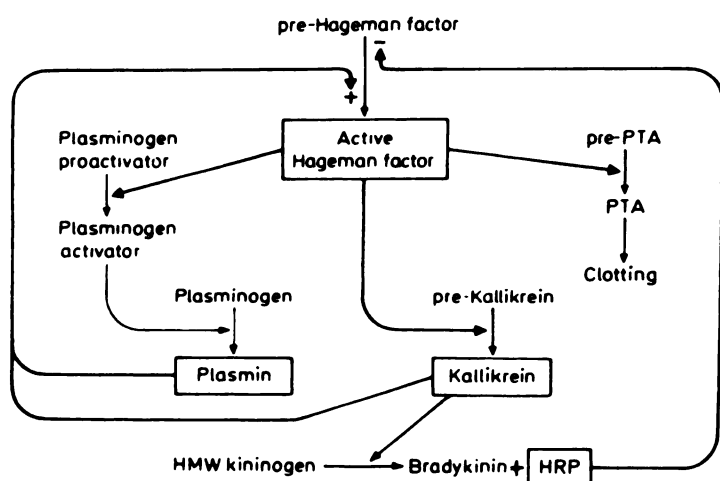 pre-Hageman factor
−
+
Plasminogen
proactivator
Active
Hageman factor
pre-PTA
PTA
Plasminogen
activator
Clotting
Plasminogen
pre-Kallikrein
Plasmin
Kallikrein
HMW kininogen
Bradykinin + HRP